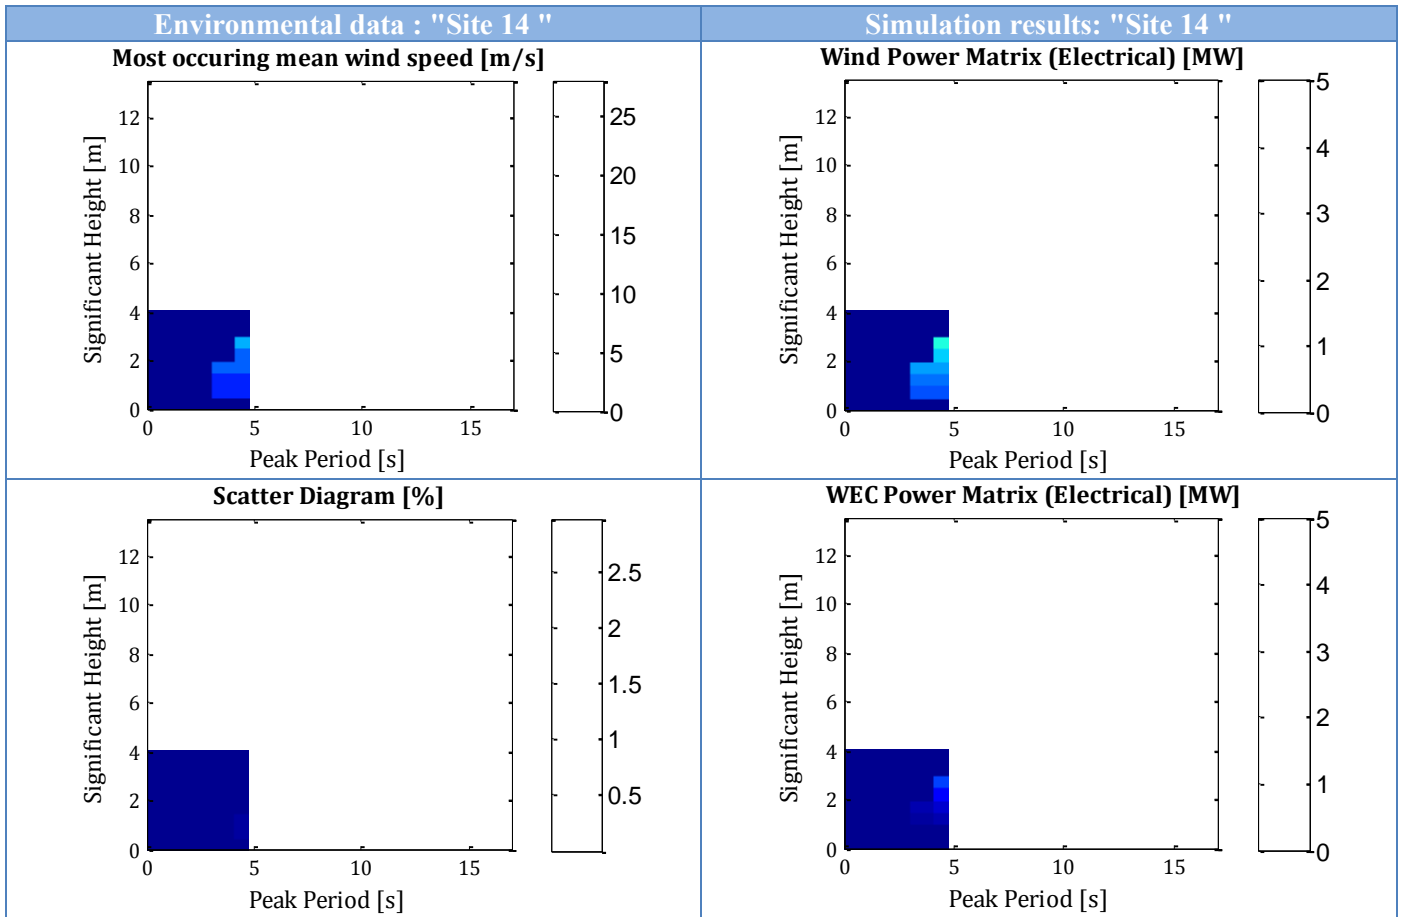 Environmental data : "Site 14 "
Simulation results: "Site 14 "
Most occuring mean wind speed [m/s]
Significant Height [m]
12
10
8
6
4
2
0
0 5 10 15
Peak Period [s]
25
20
15
10
5
0
Wind Power Matrix (Electrical) [MW]
Significant Height [m]
12
10
8
6
4
2
0
0 5 10 15
Peak Period [s]
5
4
3
2
1
0
Scatter Diagram [%]
Significant Height [m]
12
10
8
6
4
2
0
0 5 10 15
Peak Period [s]
2.5
2
1.5
1
0.5
WEC Power Matrix (Electrical) [MW]
Significant Height [m]
12
10
8
6
4
2
0
0 5 10 15
Peak Period [s]
5
4
3
2
1
0